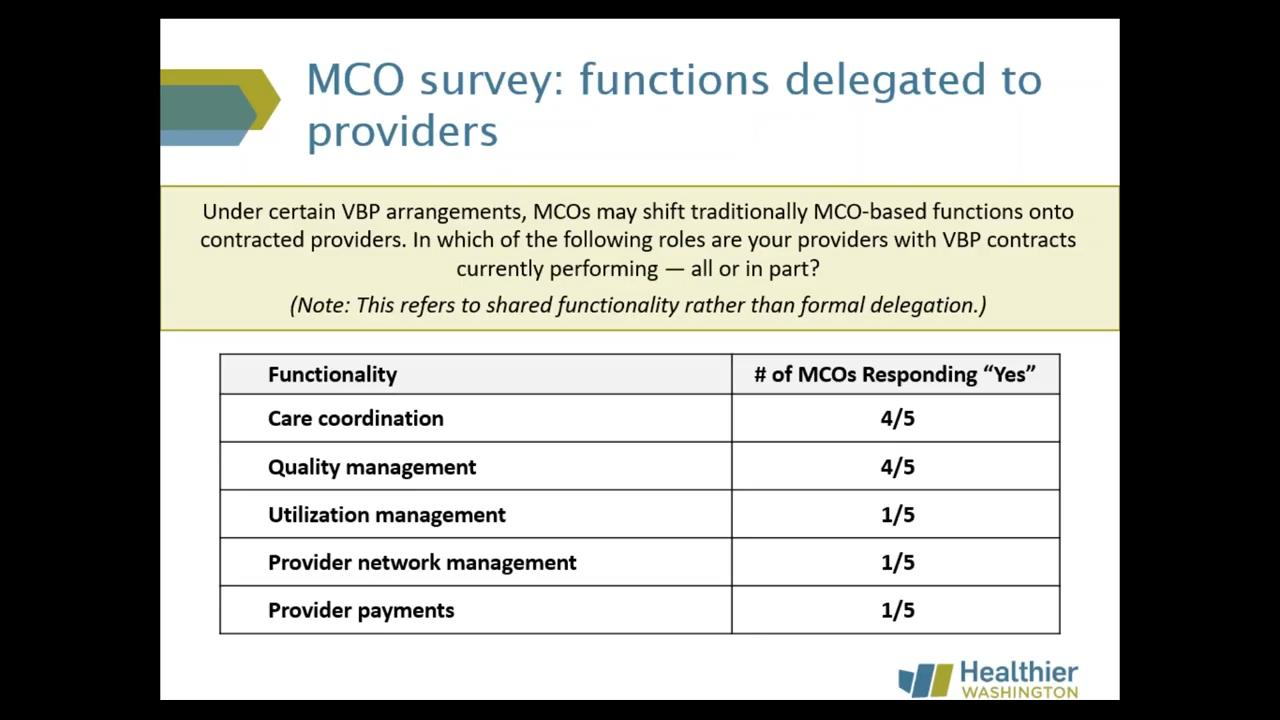 MCO survey: functions delegated to
providers
Under certain VBP arrangements, MCOs may shift traditionally MCO-based functions onto
contracted providers. In which of the following roles are your providers with VBP contracts
currently performing — all or in part?
(Note: This refers to shared functionality rather than formal delegation.)
Functionality # of MCOs Responding “Yes”
Care coordination 4/5
Quality management 4/5
Utilization management 1/5
Provider network management 1/5
Provider payments 1/5
Healthier
WASHINGTON